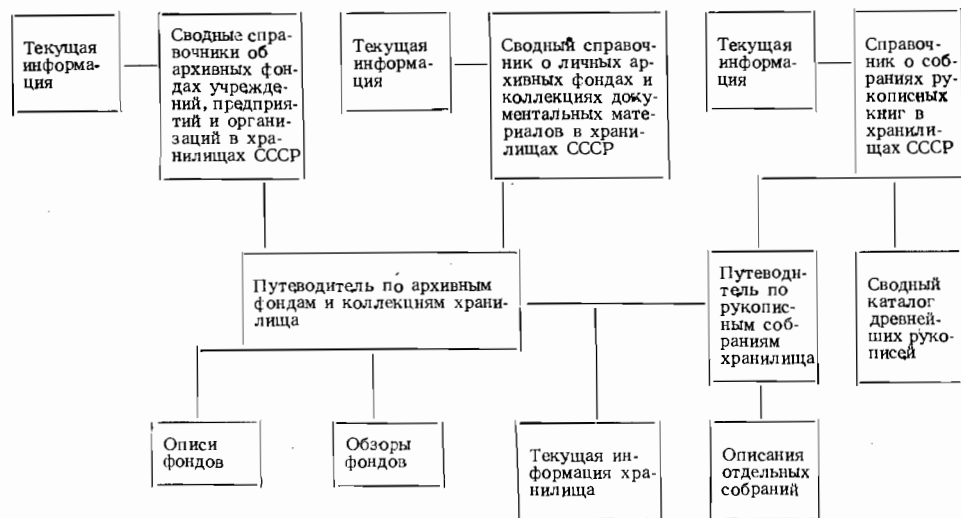 Текущая
информа-
ция
Сводные спра-
вочники об
архивных фон-
дах учрежде-
ний, предприя-
тий и органи-
заций в хра-
нилищах СССР
Текущая
информа-
ция
Сводный справоч-
ник о личных арх-
ивных фондах и
коллекциях доку-
ментальных мате-
риалов в храни-
лищах СССР
Текущая
информа-
ция
Справоч-
ник о соб-
раниях ру-
кописных
книг в
хранили-
щах СССР
Путеводитель по архивным
фондам и коллекциям храни-
лища
Путеводи-
тель по
рукопис-
ным соб-
раниям
хранилища
Сводный
каталог
древней-
ших руко-
писей
Описи
фондов
Обзоры
фондов
Текущая ин-
формация хра-
нилища
Описания
отдельных
собраний